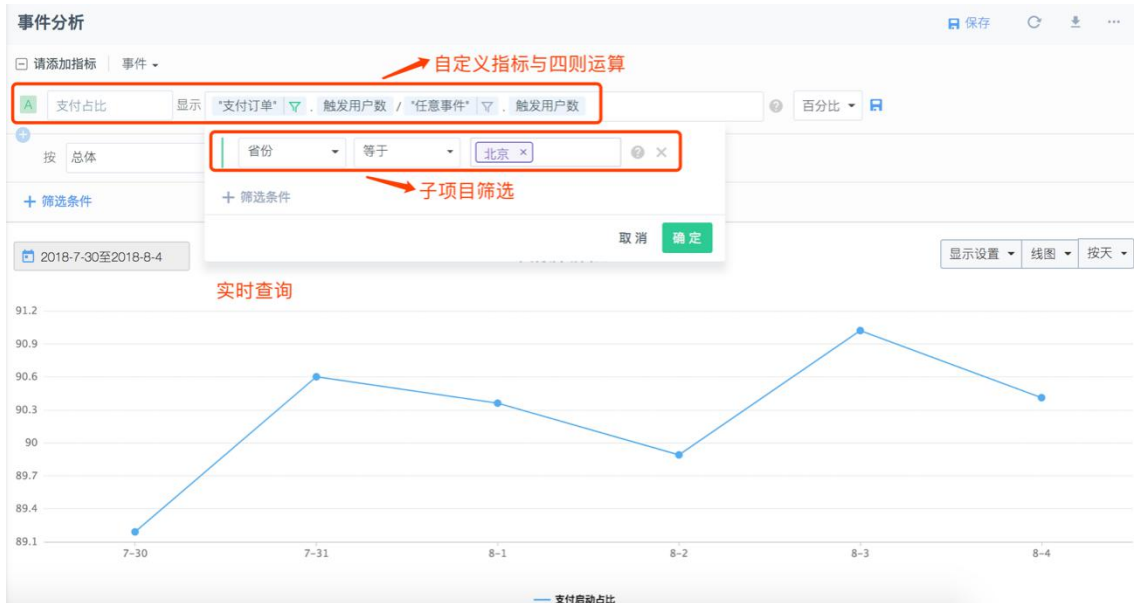 事件分析
保存
请添加指标 事件
自定义指标与四则运算
A 支付占比 显示 "支付订单" . 触发用户数 / "任意事件" . 触发用户数 百分比
按 总体
省份 等于 北京 ×
子项目筛选
+ 筛选条件
+ 筛选条件
取消 确定
2018-7-30至2018-8-4
显示设置 线图 按天
实时查询
91.2
90.9
90.6
90.3
90
89.7
89.4
89.1
7-30 7-31 8-1 8-2 8-3 8-4
支付启动占比